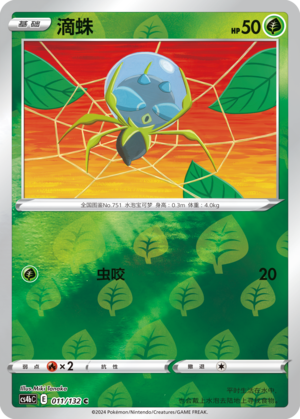 基础 滴蛛 HP50
全国图鉴No.751 水泡宝可梦 身高：0.3m 体重：4.0kg
虫咬 20
弱点 ×2 抗性 撤退
Illus. Miki Tanaka
CS4bC E 011/132 C
©2024 Pokémon/Nintendo/Creatures/GAME FREAK.